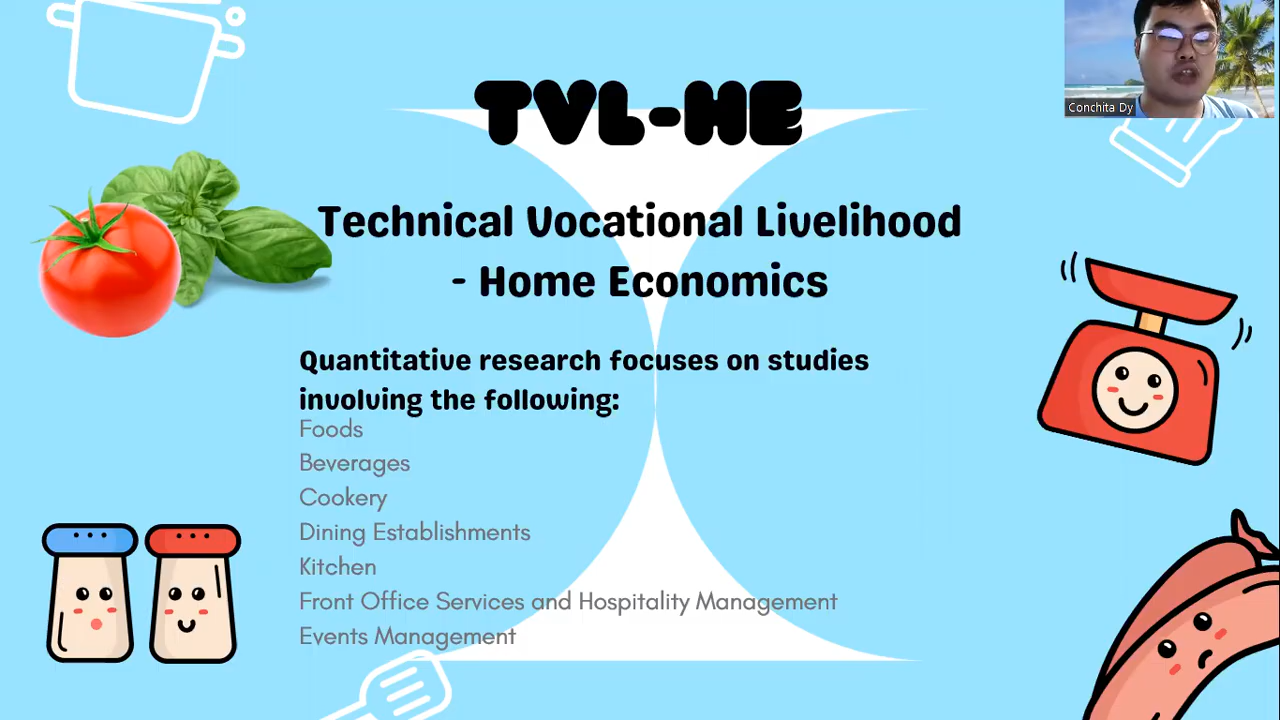 TVL-HE
Conchita Dy
Technical Vocational Livelihood
- Home Economics
Quantitative research focuses on studies
involving the following:
Foods
Beverages
Cookery
Dining Establishments
Kitchen
Front Office Services and Hospitality Management
Events Management